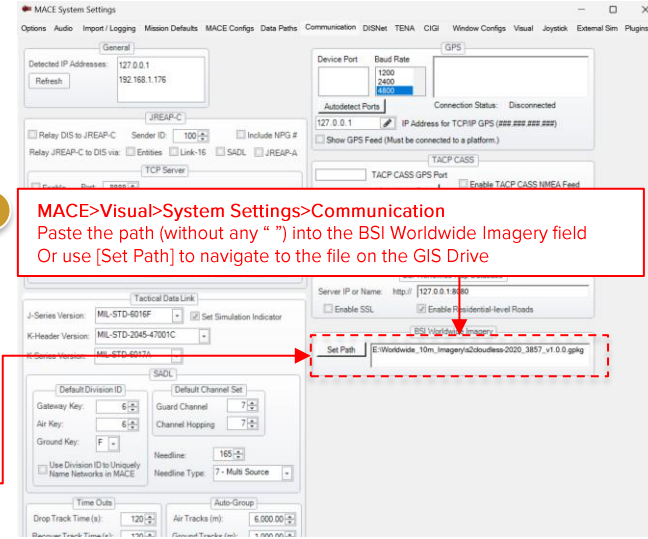 MACE System Settings
Options Audio Import / Logging Mission Defaults MACE Configs Data Paths Communication DISNet TENA CIGI Window Configs Visual Joystick External Sim Plugins
General
Detected IP Addresses:
127.0.0.1
192.168.1.176
Refresh
JREAP-C
Relay DIS to JREAP-C Sender ID: 100 Include NPG #
Relay JREAP-C to DIS via: Entities Link-16 SADL JREAP-A
TCP Server
Enable Port 8888
GPS
Device Port Baud Rate
1200
2400
4800
Autodetect Ports Connection Status: Disconnected
127.0.0.1 IP Address for TCP/IP GPS (###.###.###.###)
Show GPS Feed (Must be connected to a platform.)
TACP CASS
TACP CASS GPS Port
Enable TACP CASS NMEA Feed
MACE>Visual>System Settings>Communication
Paste the path (without any “ ”) into the BSI Worldwide Imagery field
Or use [Set Path] to navigate to the file on the GIS Drive
Server IP or Name: http:// 127.0.0.1:8080
Enable SSL Enable Residential-level Roads
BSI Worldwide Imagery
Set Path E:\Worldwide_10m_Imagery\s2cloudless-2020_3857_v1.0.0.gpkg
Tactical Data Link
J-Series Version: MIL-STD-6016F Set Simulation Indicator
K-Header Version: MIL-STD-2045-47001C
K-Series Version: MIL-STD-6017A
SADL
Default Division ID
Gateway Key: 6
Air Key: 6
Ground Key: F
Use Division ID to Uniquely
Name Networks in MACE
Default Channel Set
Guard Channel 7
Channel Hopping 7
Needline: 165
Needline Type: 7 - Multi Source
Time Outs
Drop Track Time (s): 120
Recover Track Time (s): 120
Auto-Group
Air Tracks (m): 6,000.00
Ground Tracks (m): 1,000.00